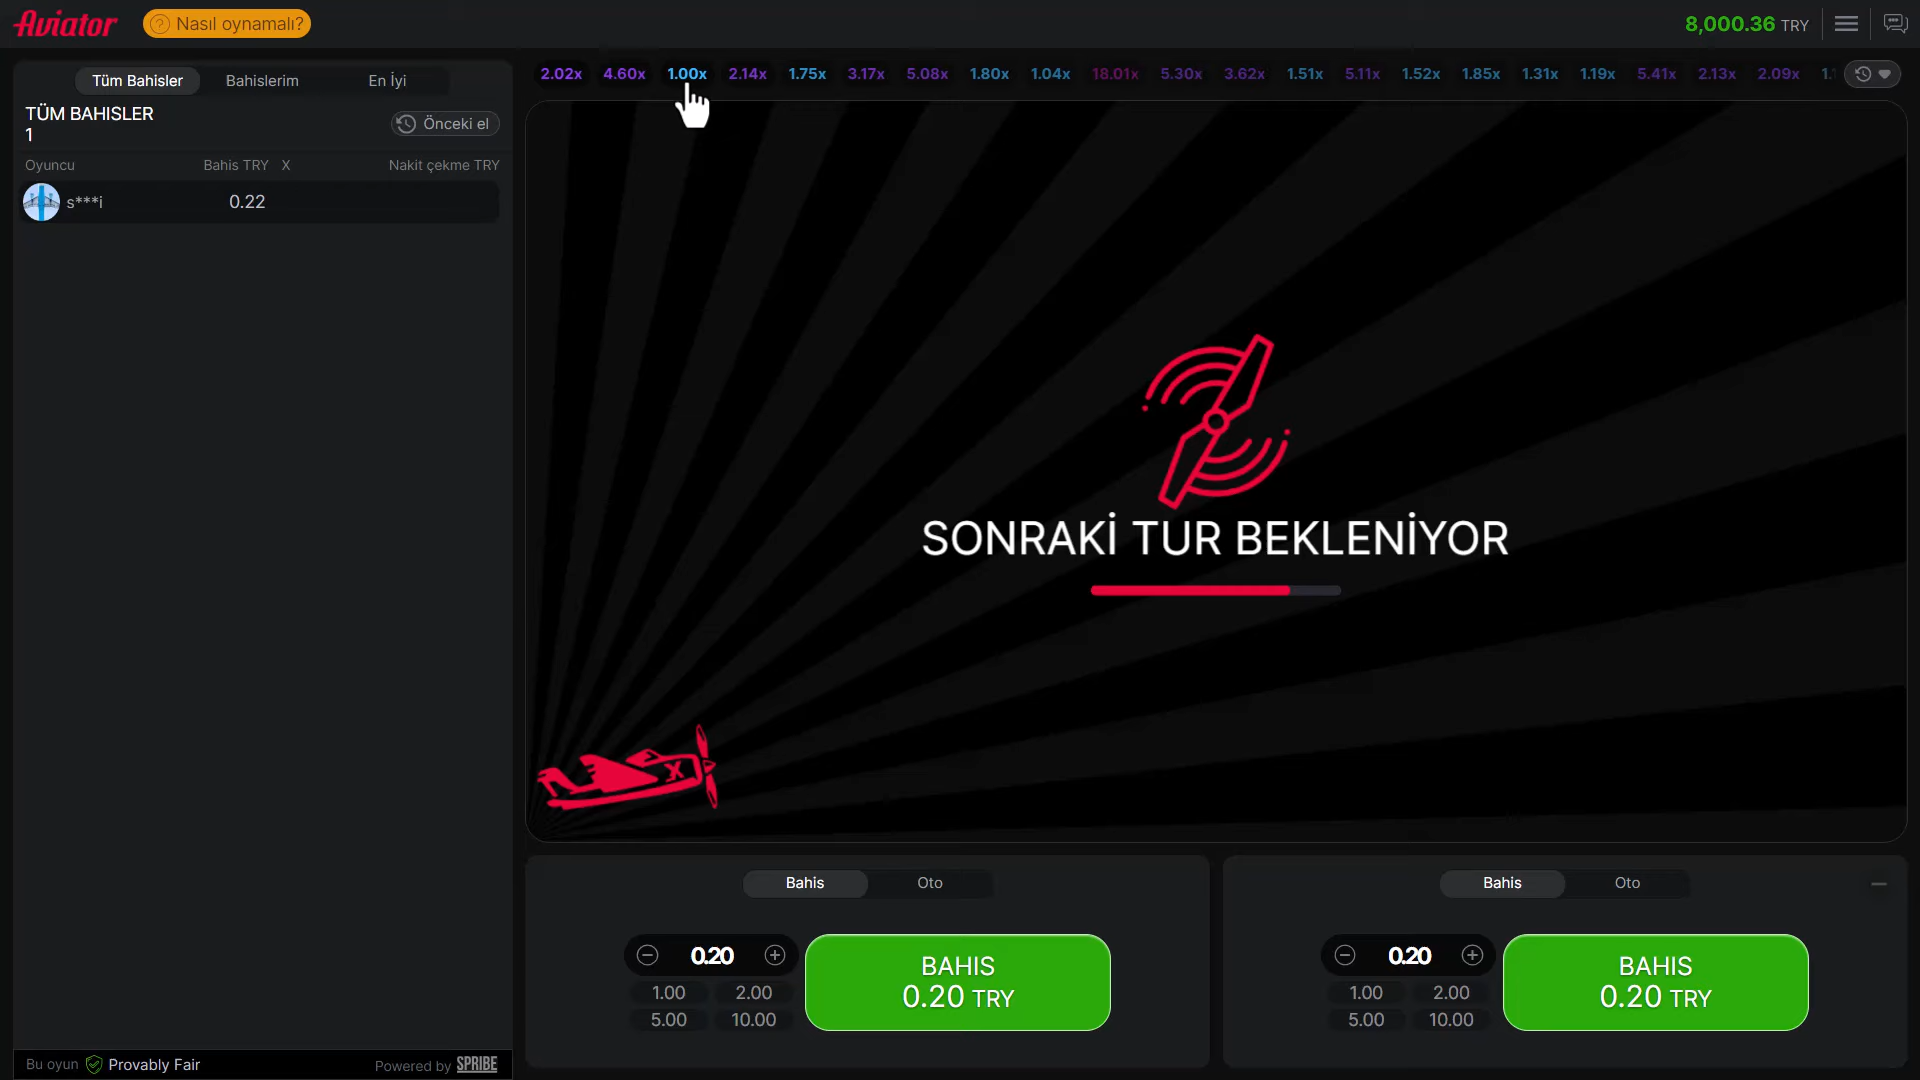 Aviator
Nasıl oynamalı?
8,000.36 TRY
Tüm Bahisler
Bahislerim
En İyi
TÜM BAHISLER
1
Önceki el
Oyuncu Bahis TRY X Nakit çekme TRY
s***i 0.22
2.02x 4.60x 1.00x 2.14x 1.75x 3.17x 5.08x 1.80x 1.04x 18.01x 5.30x 3.62x 1.51x 5.11x 1.52x 1.85x 1.31x 1.19x 5.41x 2.13x 2.09x
SONRAKİ TUR BEKLENİYOR
Bahis Oto
0.20
1.00 2.00
5.00 10.00
BAHIS
0.20 TRY
Bahis Oto
0.20
1.00 2.00
5.00 10.00
BAHIS
0.20 TRY
Bu oyun Provably Fair
Powered by SPRIBE